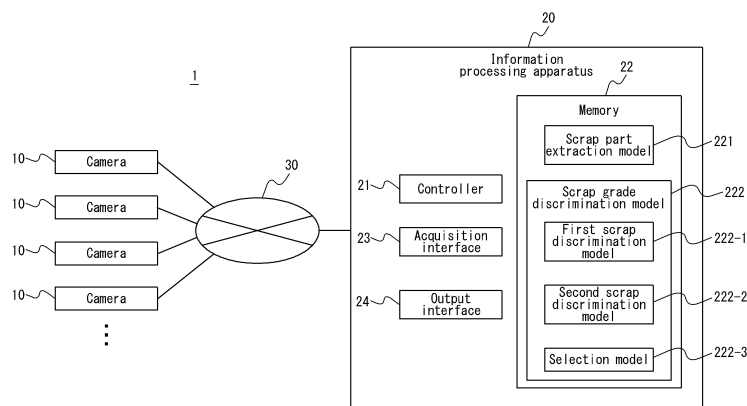 20
Information
processing apparatus
1
22
Memory
Scrap part
extraction model
221
10
Camera
30
21
Controller
Scrap grade
discrimination model
222
10
Camera
First scrap
discrimination
model
222-1
23
Acquisition
interface
10
Camera
Second scrap
discrimination
model
222-2
24
Output
interface
10
Camera
Selection model
222-3